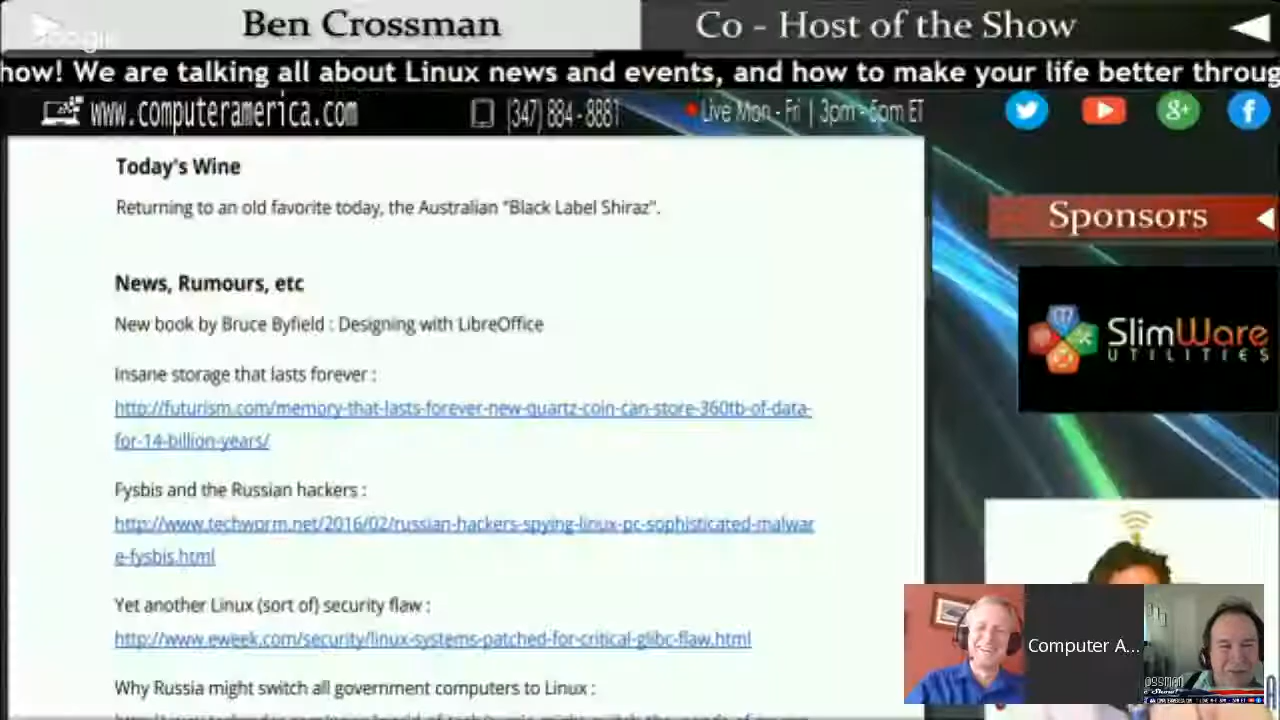 Google
Ben Crossman
Co - Host of the Show
how! We are talking all about Linux news and events, and how to make your life better throug
www.computeramerica.com
(347) 884 - 8881
Live Mon - Fri | 3pm - 5pm ET
Today's Wine
Returning to an old favorite today, the Australian "Black Label Shiraz".
Sponsors
SlimWare
UTILITIES
News, Rumours, etc
New book by Bruce Byfield : Designing with LibreOffice
Insane storage that lasts forever :
http://futurism.com/memory-that-lasts-forever-new-quartz-coin-can-store-360tb-of-data-
for-14-billion-years/
Fysbis and the Russian hackers :
http://www.techworm.net/2016/02/russian-hackers-spying-linux-pc-sophisticated-malwar
e-fysbis.html
Yet another Linux (sort of) security flaw :
http://www.eweek.com/security/linux-systems-patched-for-critical-glibc-flaw.html
Computer A...
Why Russia might switch all government computers to Linux :